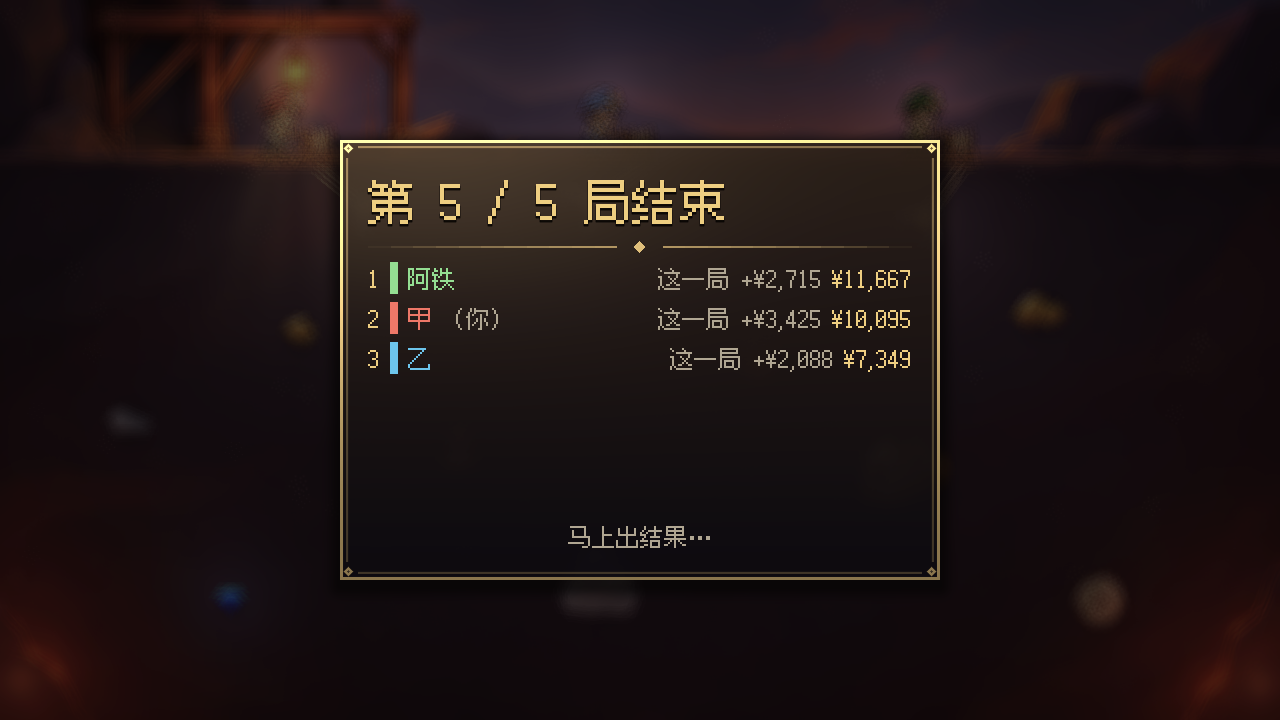 第 5 / 5 局结束
1 阿铁 这一局 +¥2,715 ¥11,667
2 甲 （你） 这一局 +¥3,425 ¥10,095
3 乙 这一局 +¥2,088 ¥7,349
马上出结果…